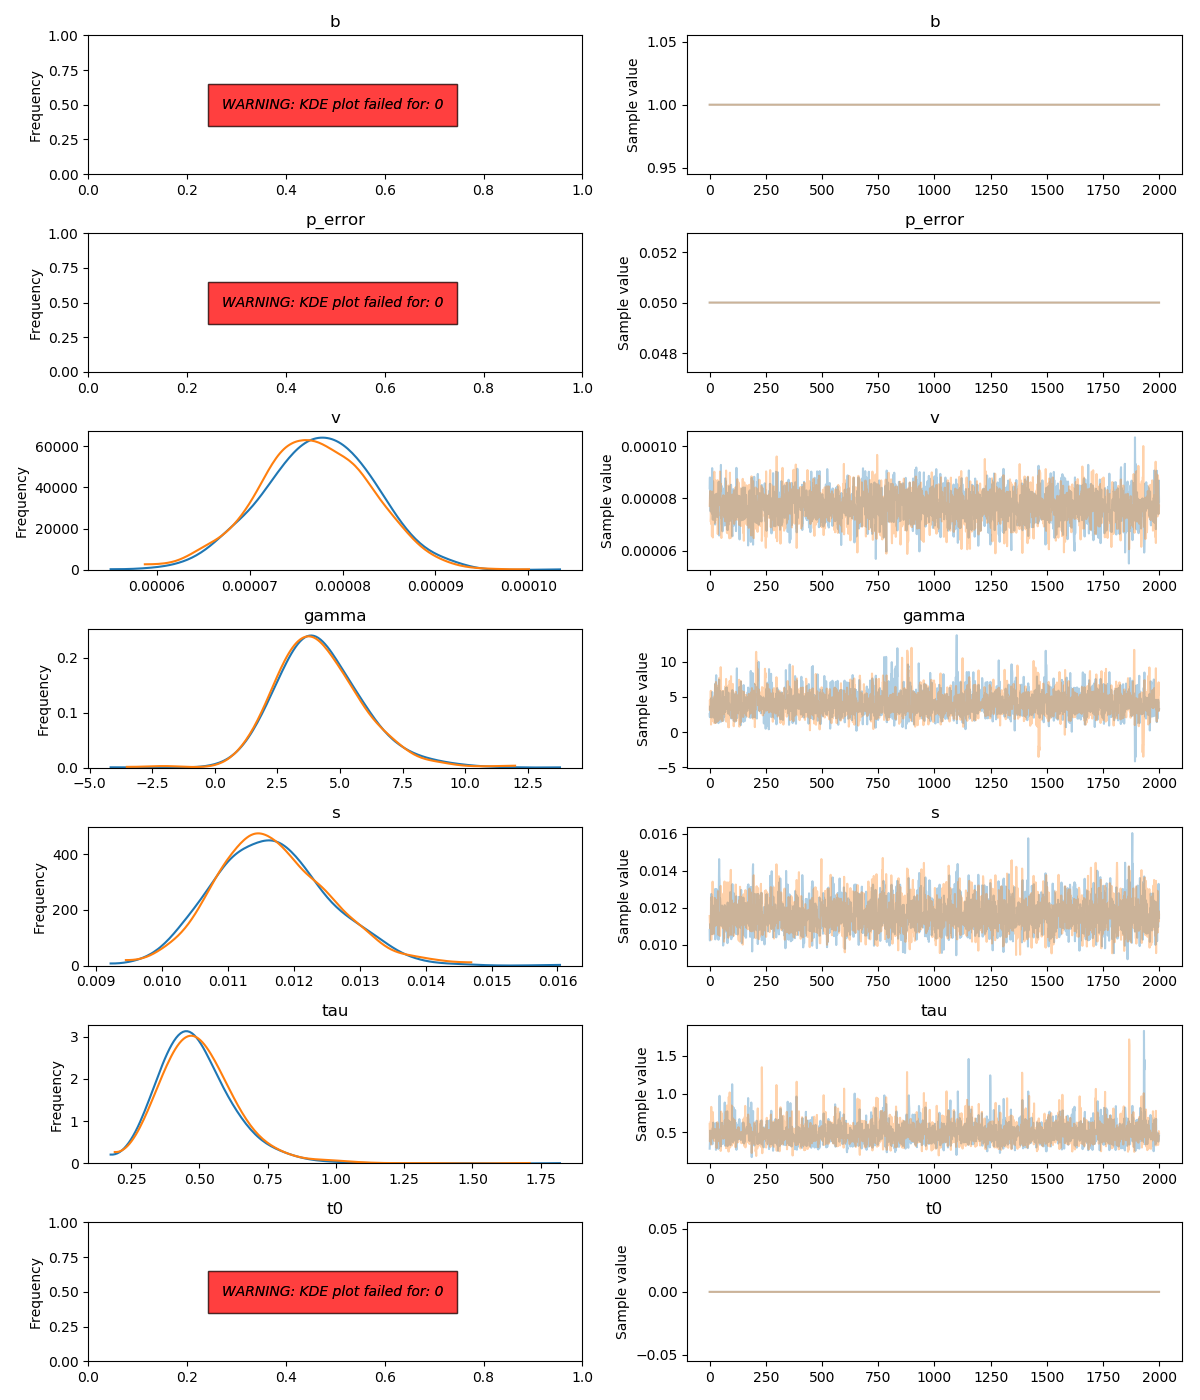 b
1.00
0.75
0.50
0.25
0.00
Frequency
WARNING: KDE plot failed for: 0
0.0 0.2 0.4 0.6 0.8 1.0
b
1.05
1.00
0.95
Sample value
0 250 500 750 1000 1250 1500 1750 2000
p_error
1.00
0.75
0.50
0.25
0.00
Frequency
WARNING: KDE plot failed for: 0
0.0 0.2 0.4 0.6 0.8 1.0
p_error
0.052
0.050
0.048
Sample value
0 250 500 750 1000 1250 1500 1750 2000
v
60000
40000
20000
0
Frequency
0.00006 0.00007 0.00008 0.00009 0.00010
v
0.00010
0.00008
0.00006
Sample value
0 250 500 750 1000 1250 1500 1750 2000
gamma
0.2
0.1
0.0
Frequency
−5.0 −2.5 0.0 2.5 5.0 7.5 10.0 12.5
gamma
10
5
0
−5
Sample value
0 250 500 750 1000 1250 1500 1750 2000
s
400
200
0
Frequency
0.009 0.010 0.011 0.012 0.013 0.014 0.015 0.016
s
0.016
0.014
0.012
0.010
Sample value
0 250 500 750 1000 1250 1500 1750 2000
tau
3
2
1
0
Frequency
0.25 0.50 0.75 1.00 1.25 1.50 1.75
tau
1.5
1.0
0.5
Sample value
0 250 500 750 1000 1250 1500 1750 2000
t0
1.00
0.75
0.50
0.25
0.00
Frequency
WARNING: KDE plot failed for: 0
0.0 0.2 0.4 0.6 0.8 1.0
t0
0.05
0.00
−0.05
Sample value
0 250 500 750 1000 1250 1500 1750 2000